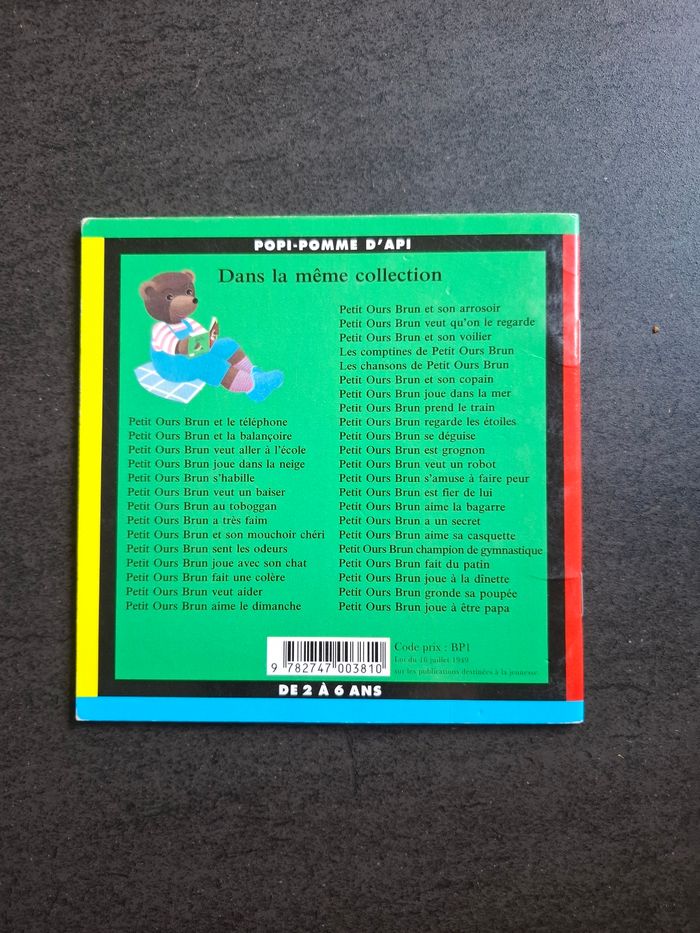 POPI-POMME D'API
Dans la même collection
Petit Ours Brun et le téléphone
Petit Ours Brun et la balançoire
Petit Ours Brun veut aller à l'école
Petit Ours Brun joue dans la neige
Petit Ours Brun s'habille
Petit Ours Brun veut un baiser
Petit Ours Brun au toboggan
Petit Ours Brun a très faim
Petit Ours Brun et son mouchoir chéri
Petit Ours Brun sent les odeurs
Petit Ours Brun joue avec son chat
Petit Ours Brun fait une colère
Petit Ours Brun veut aider
Petit Ours Brun aime le dimanche
Petit Ours Brun et son arrosoir
Petit Ours Brun veut qu'on le regarde
Petit Ours Brun et son voilier
Les comptines de Petit Ours Brun
Les chansons de Petit Ours Brun
Petit Ours Brun et son copain
Petit Ours Brun joue dans la mer
Petit Ours Brun prend le train
Petit Ours Brun regarde les étoiles
Petit Ours Brun se déguise
Petit Ours Brun est grognon
Petit Ours Brun veut un robot
Petit Ours Brun s'amuse à faire peur
Petit Ours Brun est fier de lui
Petit Ours Brun aime la bagarre
Petit Ours Brun a un secret
Petit Ours Brun aime sa casquette
Petit Ours Brun champion de gymnastique
Petit Ours Brun fait du patin
Petit Ours Brun joue à la dînette
Petit Ours Brun gronde sa poupée
Petit Ours Brun joue à être papa
9 782747 003810
Code prix : BP1
Loi du 16 juillet 1949
sur les publications destinées à la jeunesse
DE 2 À 6 ANS